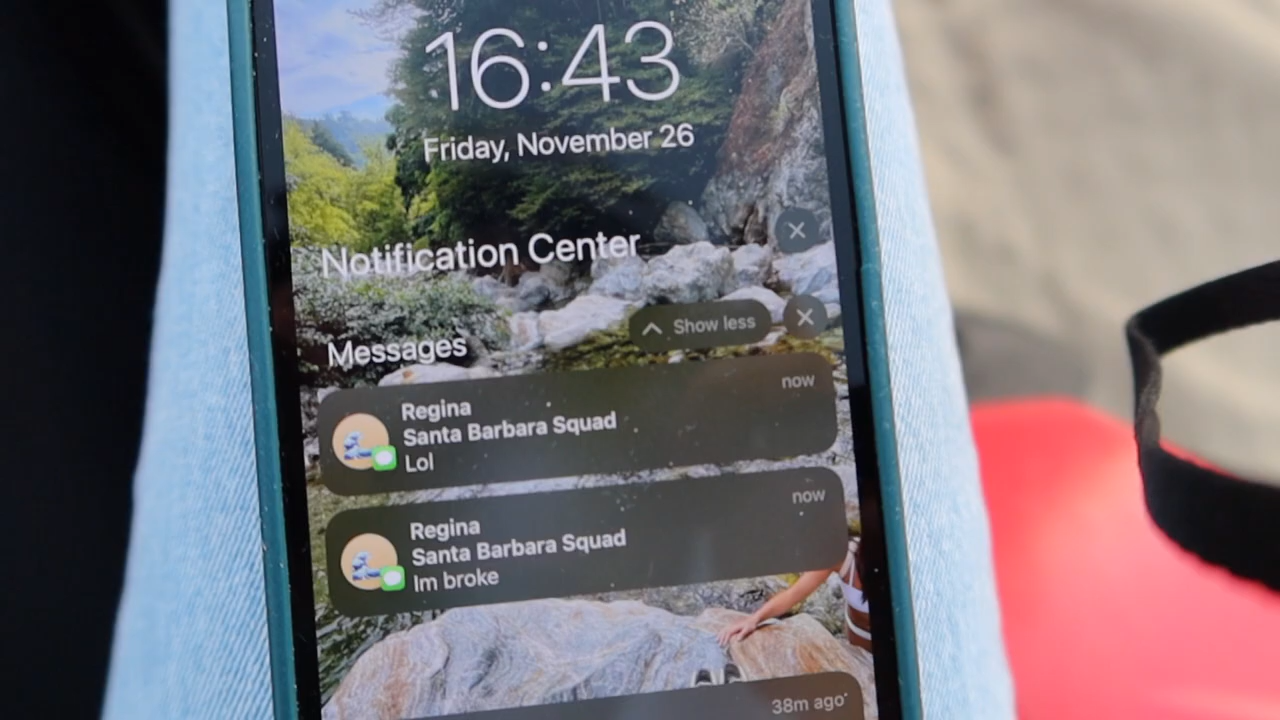 16:43
Friday, November 26
Notification Center
Show less
Messages
now
Regina
Santa Barbara Squad
Lol
now
Regina
Santa Barbara Squad
Im broke
38m ago